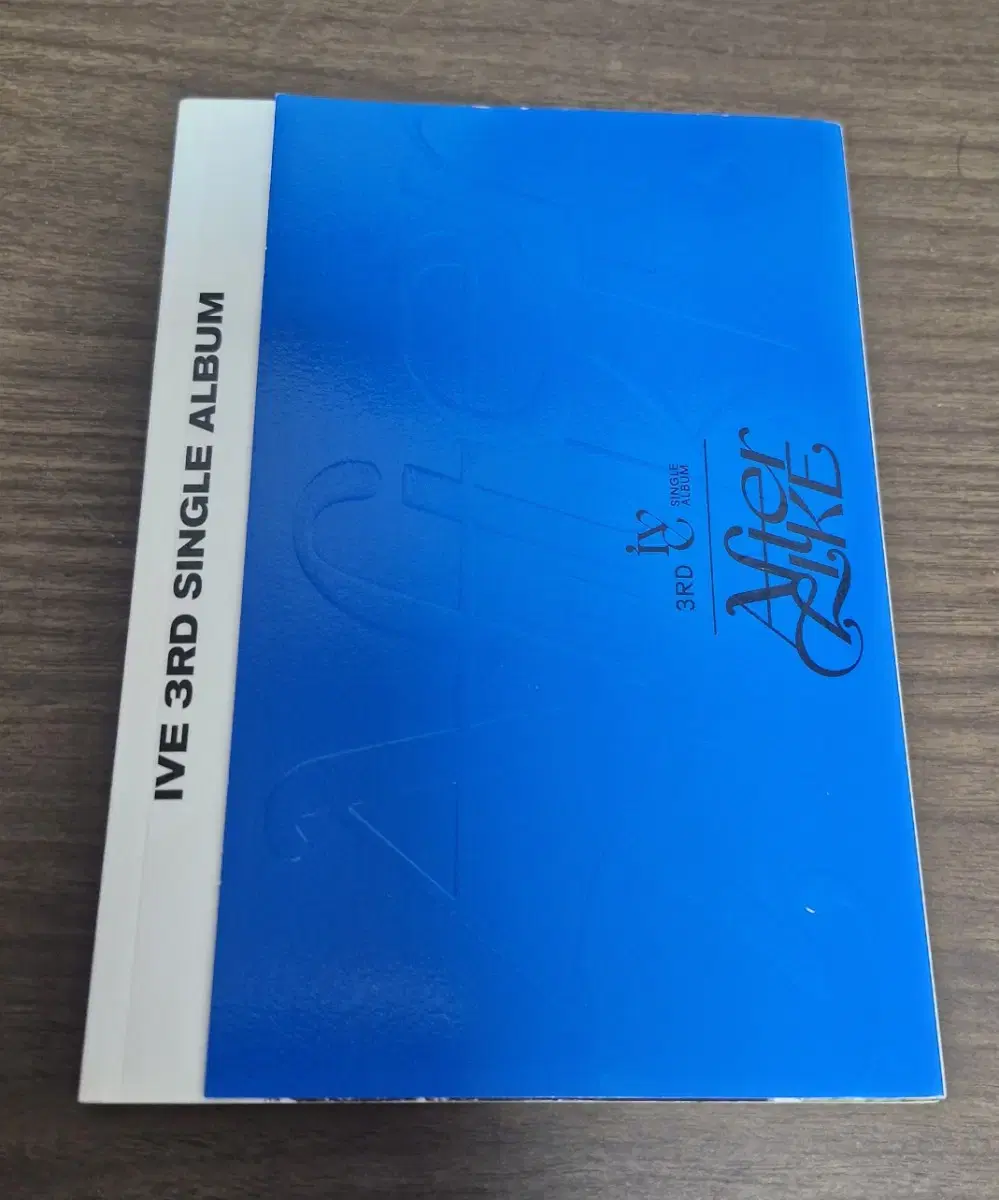 IVE 3RD SINGLE ALBUM
3RD IVE SINGLE
ALBUM
After
LIKE